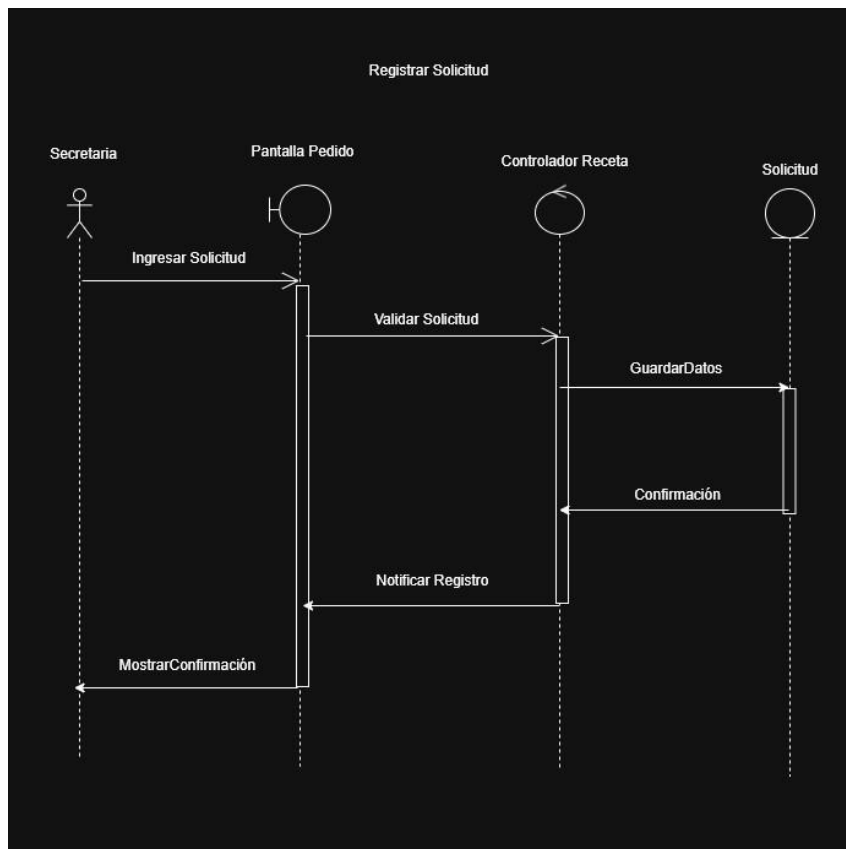 Registrar Solicitud
Secretaria
Pantalla Pedido
Controlador Receta
Solicitud
Ingresar Solicitud
Validar Solicitud
GuardarDatos
Confirmación
Notificar Registro
MostrarConfirmación